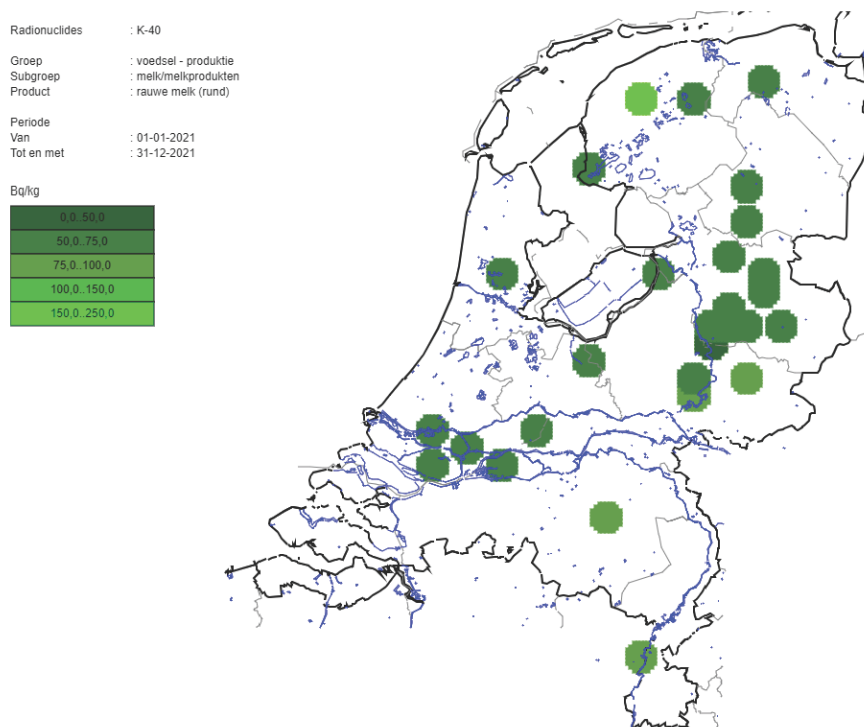 Radionuclides : K-40
Groep : voedsel - produktie
Subgroep : melk/melkprodukten
Product : rauwe melk (rund)
Periode
Van : 01-01-2021
Tot en met : 31-12-2021
Bq/kg
0,0..50,0
50,0..75,0
75,0..100,0
100,0..150,0
150,0..250,0